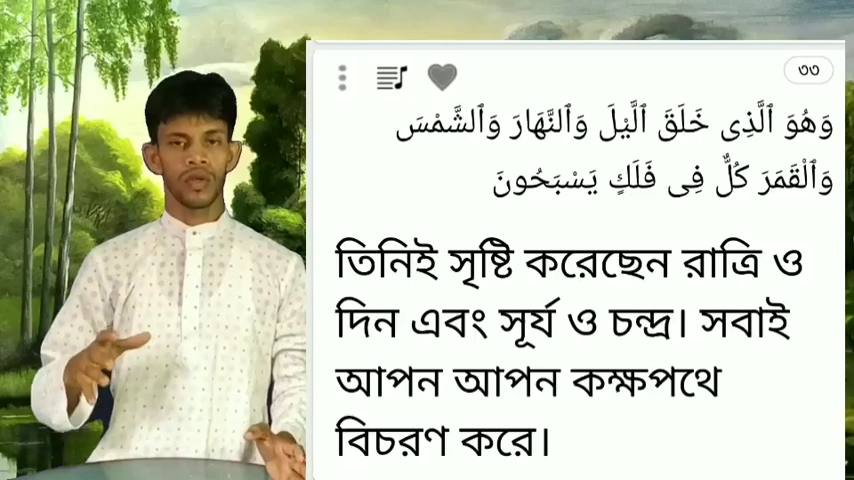 ৩৩
وَهُوَ ٱلَّذِى خَلَقَ ٱلَّيْلَ وَٱلنَّهَارَ وَٱلشَّمْسَ
وَٱلْقَمَرَ كُلٌّ فِى فَلَكٍ يَسْبَحُونَ
তিনিই সৃষ্টি করেছেন রাত্রি ও
দিন এবং সূর্য ও চন্দ্র। সবাই
আপন আপন কক্ষপথে
বিচরণ করে।